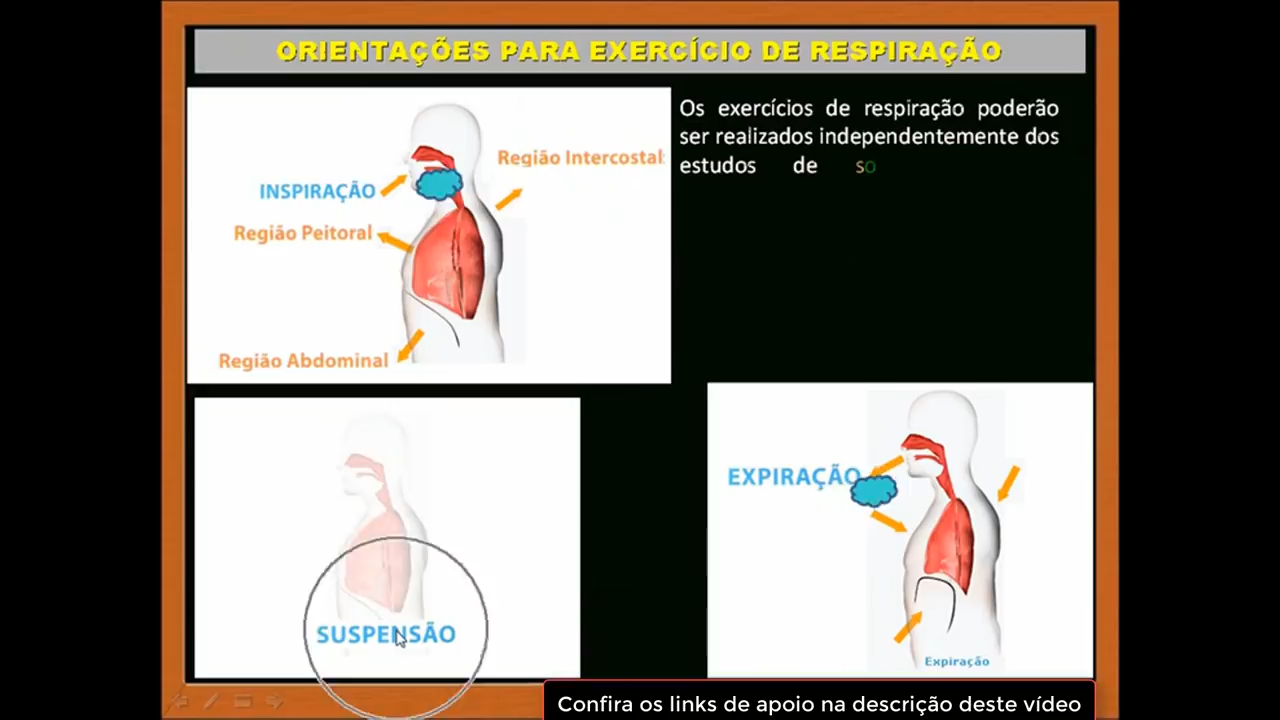 ORIENTAÇÕES PARA EXERCÍCIO DE RESPIRAÇÃO
Região Intercostal
INSPIRAÇÃO
Região Peitoral
Região Abdominal
Os exercícios de respiração poderão
ser realizados independentemente dos
estudos de so
SUSPENSÃO
EXPIRAÇÃO
Expiração
Confira os links de apoio na descrição deste vídeo